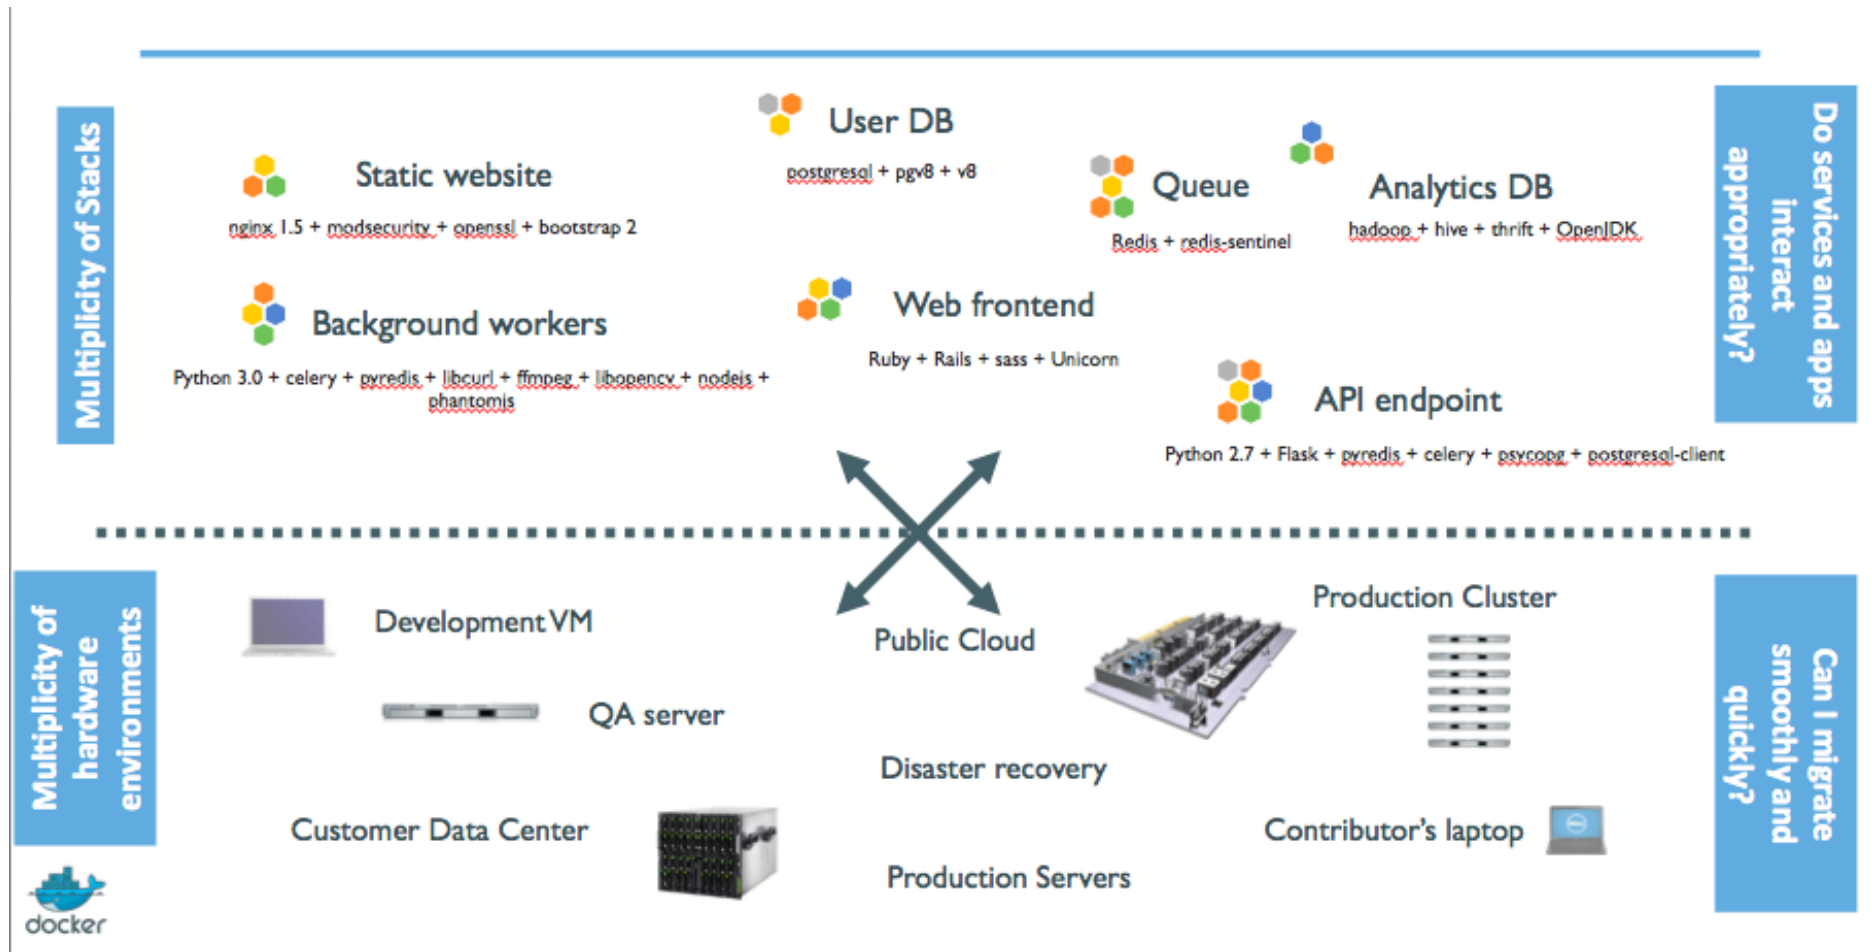 Multiplicity of Stacks
Static website
nginx 1.5 + modsecurity + openssl + bootstrap 2
Background workers
Python 3.0 + celery + pyredis + libcurl + ffmpeg + libopencv + nodejs +
phantomjs
User DB
postgresql + pgv8 + v8
Web frontend
Ruby + Rails + sass + Unicorn
Queue
Redis + redis-sentinel
Analytics DB
hadoop + hive + thrift + OpenJDK
API endpoint
Python 2.7 + Flask + pyredis + celery + psycopg + postgresql-client
Do services and apps
interact
appropriately?
Multiplicity of
hardware
environments
Development VM
QA server
Customer Data Center
Public Cloud
Disaster recovery
Production Servers
Production Cluster
Contributor's laptop
DELL
Can I migrate
smoothly and
quickly?
docker